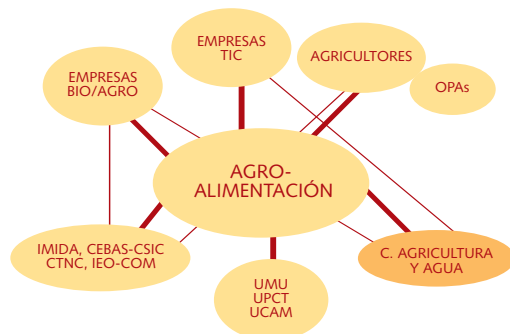 EMPRESAS
TIC
AGRICULTORES
OPAs
EMPRESAS
BIO/AGRO
AGRO-
ALIMENTACIÓN
IMIDA, CEBAS-CSIC
CTNC, IEO-COM
C. AGRICULTURA
Y AGUA
UMU
UPCT
UCAM